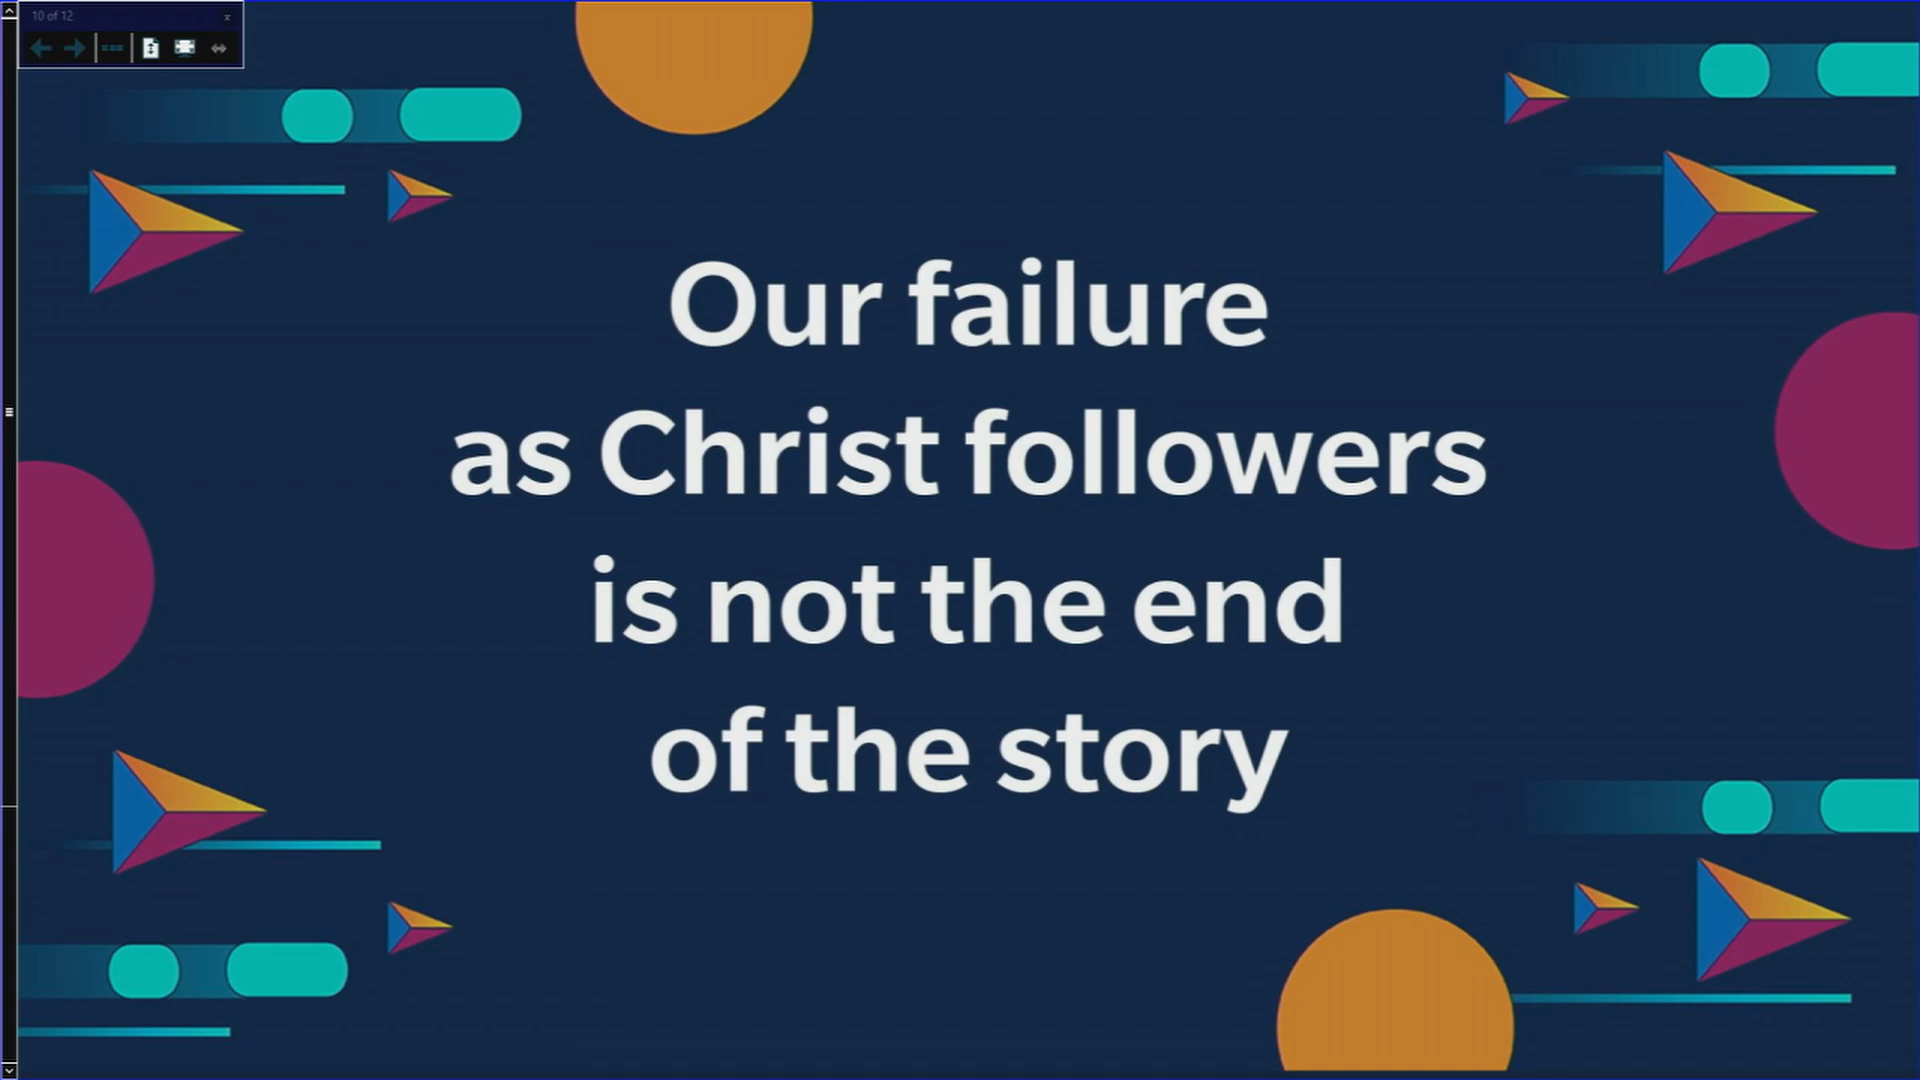 10 of 12
Our failure
as Christ followers
is not the end
of the story